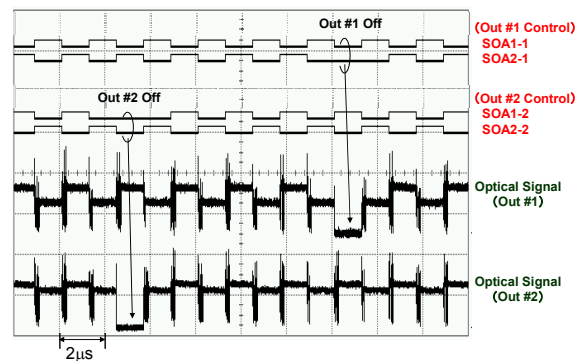 Out #1 Off
(Out #1 Control)
SOA1-1
SOA2-1
Out #2 Off
(Out #2 Control)
SOA1-2
SOA2-2
Optical Signal
(Out #1)
Optical Signal
(Out #2)
2μs